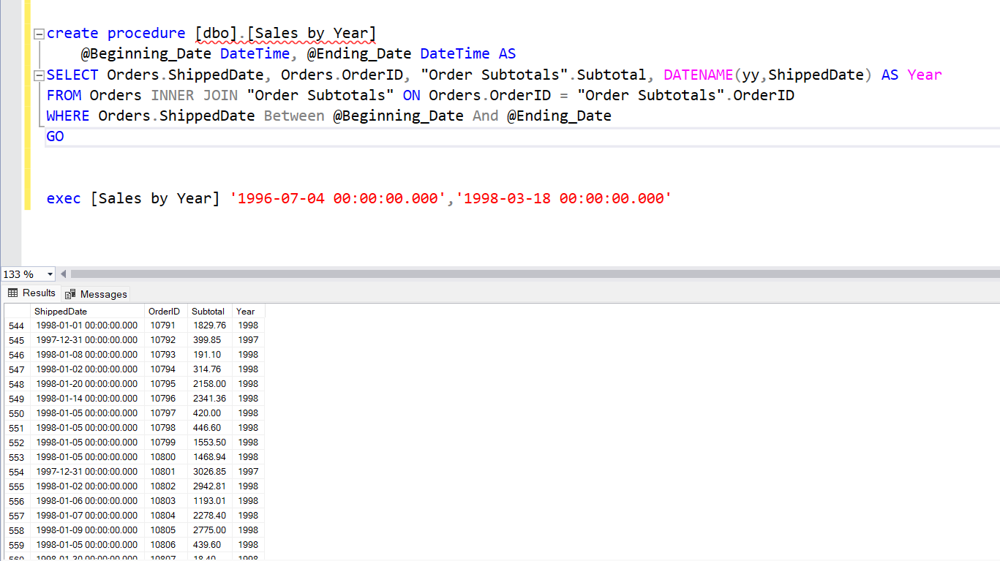 create procedure [dbo].[Sales by Year]
@Beginning_Date DateTime, @Ending_Date DateTime AS
SELECT Orders.ShippedDate, Orders.OrderID, "Order Subtotals".Subtotal, DATENAME(yy,ShippedDate) AS Year
FROM Orders INNER JOIN "Order Subtotals" ON Orders.OrderID = "Order Subtotals".OrderID
WHERE Orders.ShippedDate Between @Beginning_Date And @Ending_Date
GO
exec [Sales by Year] '1996-07-04 00:00:00.000','1998-03-18 00:00:00.000'
133 %
Results Messages
ShippedDate OrderID Subtotal Year
544 1998-01-01 00:00:00.000 10791 1829.76 1998
545 1997-12-31 00:00:00.000 10792 399.85 1997
546 1998-01-08 00:00:00.000 10793 191.10 1998
547 1998-01-02 00:00:00.000 10794 314.76 1998
548 1998-01-20 00:00:00.000 10795 2158.00 1998
549 1998-01-14 00:00:00.000 10796 2341.36 1998
550 1998-01-05 00:00:00.000 10797 420.00 1998
551 1998-01-05 00:00:00.000 10798 446.60 1998
552 1998-01-05 00:00:00.000 10799 1553.50 1998
553 1998-01-05 00:00:00.000 10800 1468.94 1998
554 1997-12-31 00:00:00.000 10801 3026.85 1997
555 1998-01-02 00:00:00.000 10802 2942.81 1998
556 1998-01-06 00:00:00.000 10803 1193.01 1998
557 1998-01-07 00:00:00.000 10804 2278.40 1998
558 1998-01-09 00:00:00.000 10805 2775.00 1998
559 1998-01-05 00:00:00.000 10806 439.60 1998
560 1998-01-30 00:00:00.000 10807 18.40 1998